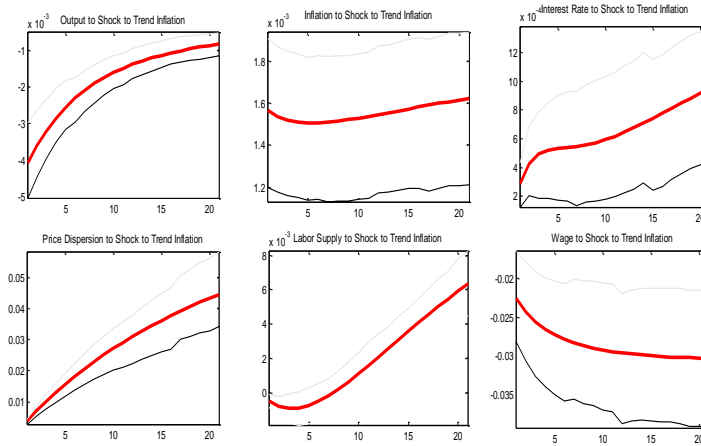 Output to Shock to Trend Inflation
x 10^-3
-1
-2
-3
-4
-5
5 10 15 20
Inflation to Shock to Trend Inflation
x 10^-3
1.8
1.6
1.4
1.2
5 10 15 20
Interest Rate to Shock to Trend Inflation
x 10^-4
12
10
8
6
4
2
5 10 15 20
Price Dispersion to Shock to Trend Inflation
0.05
0.04
0.03
0.02
0.01
5 10 15 20
Labor Supply to Shock to Trend Inflation
x 10^-3
8
6
4
2
0
5 10 15 20
Wage to Shock to Trend Inflation
-0.02
-0.025
-0.03
-0.035
5 10 15 20